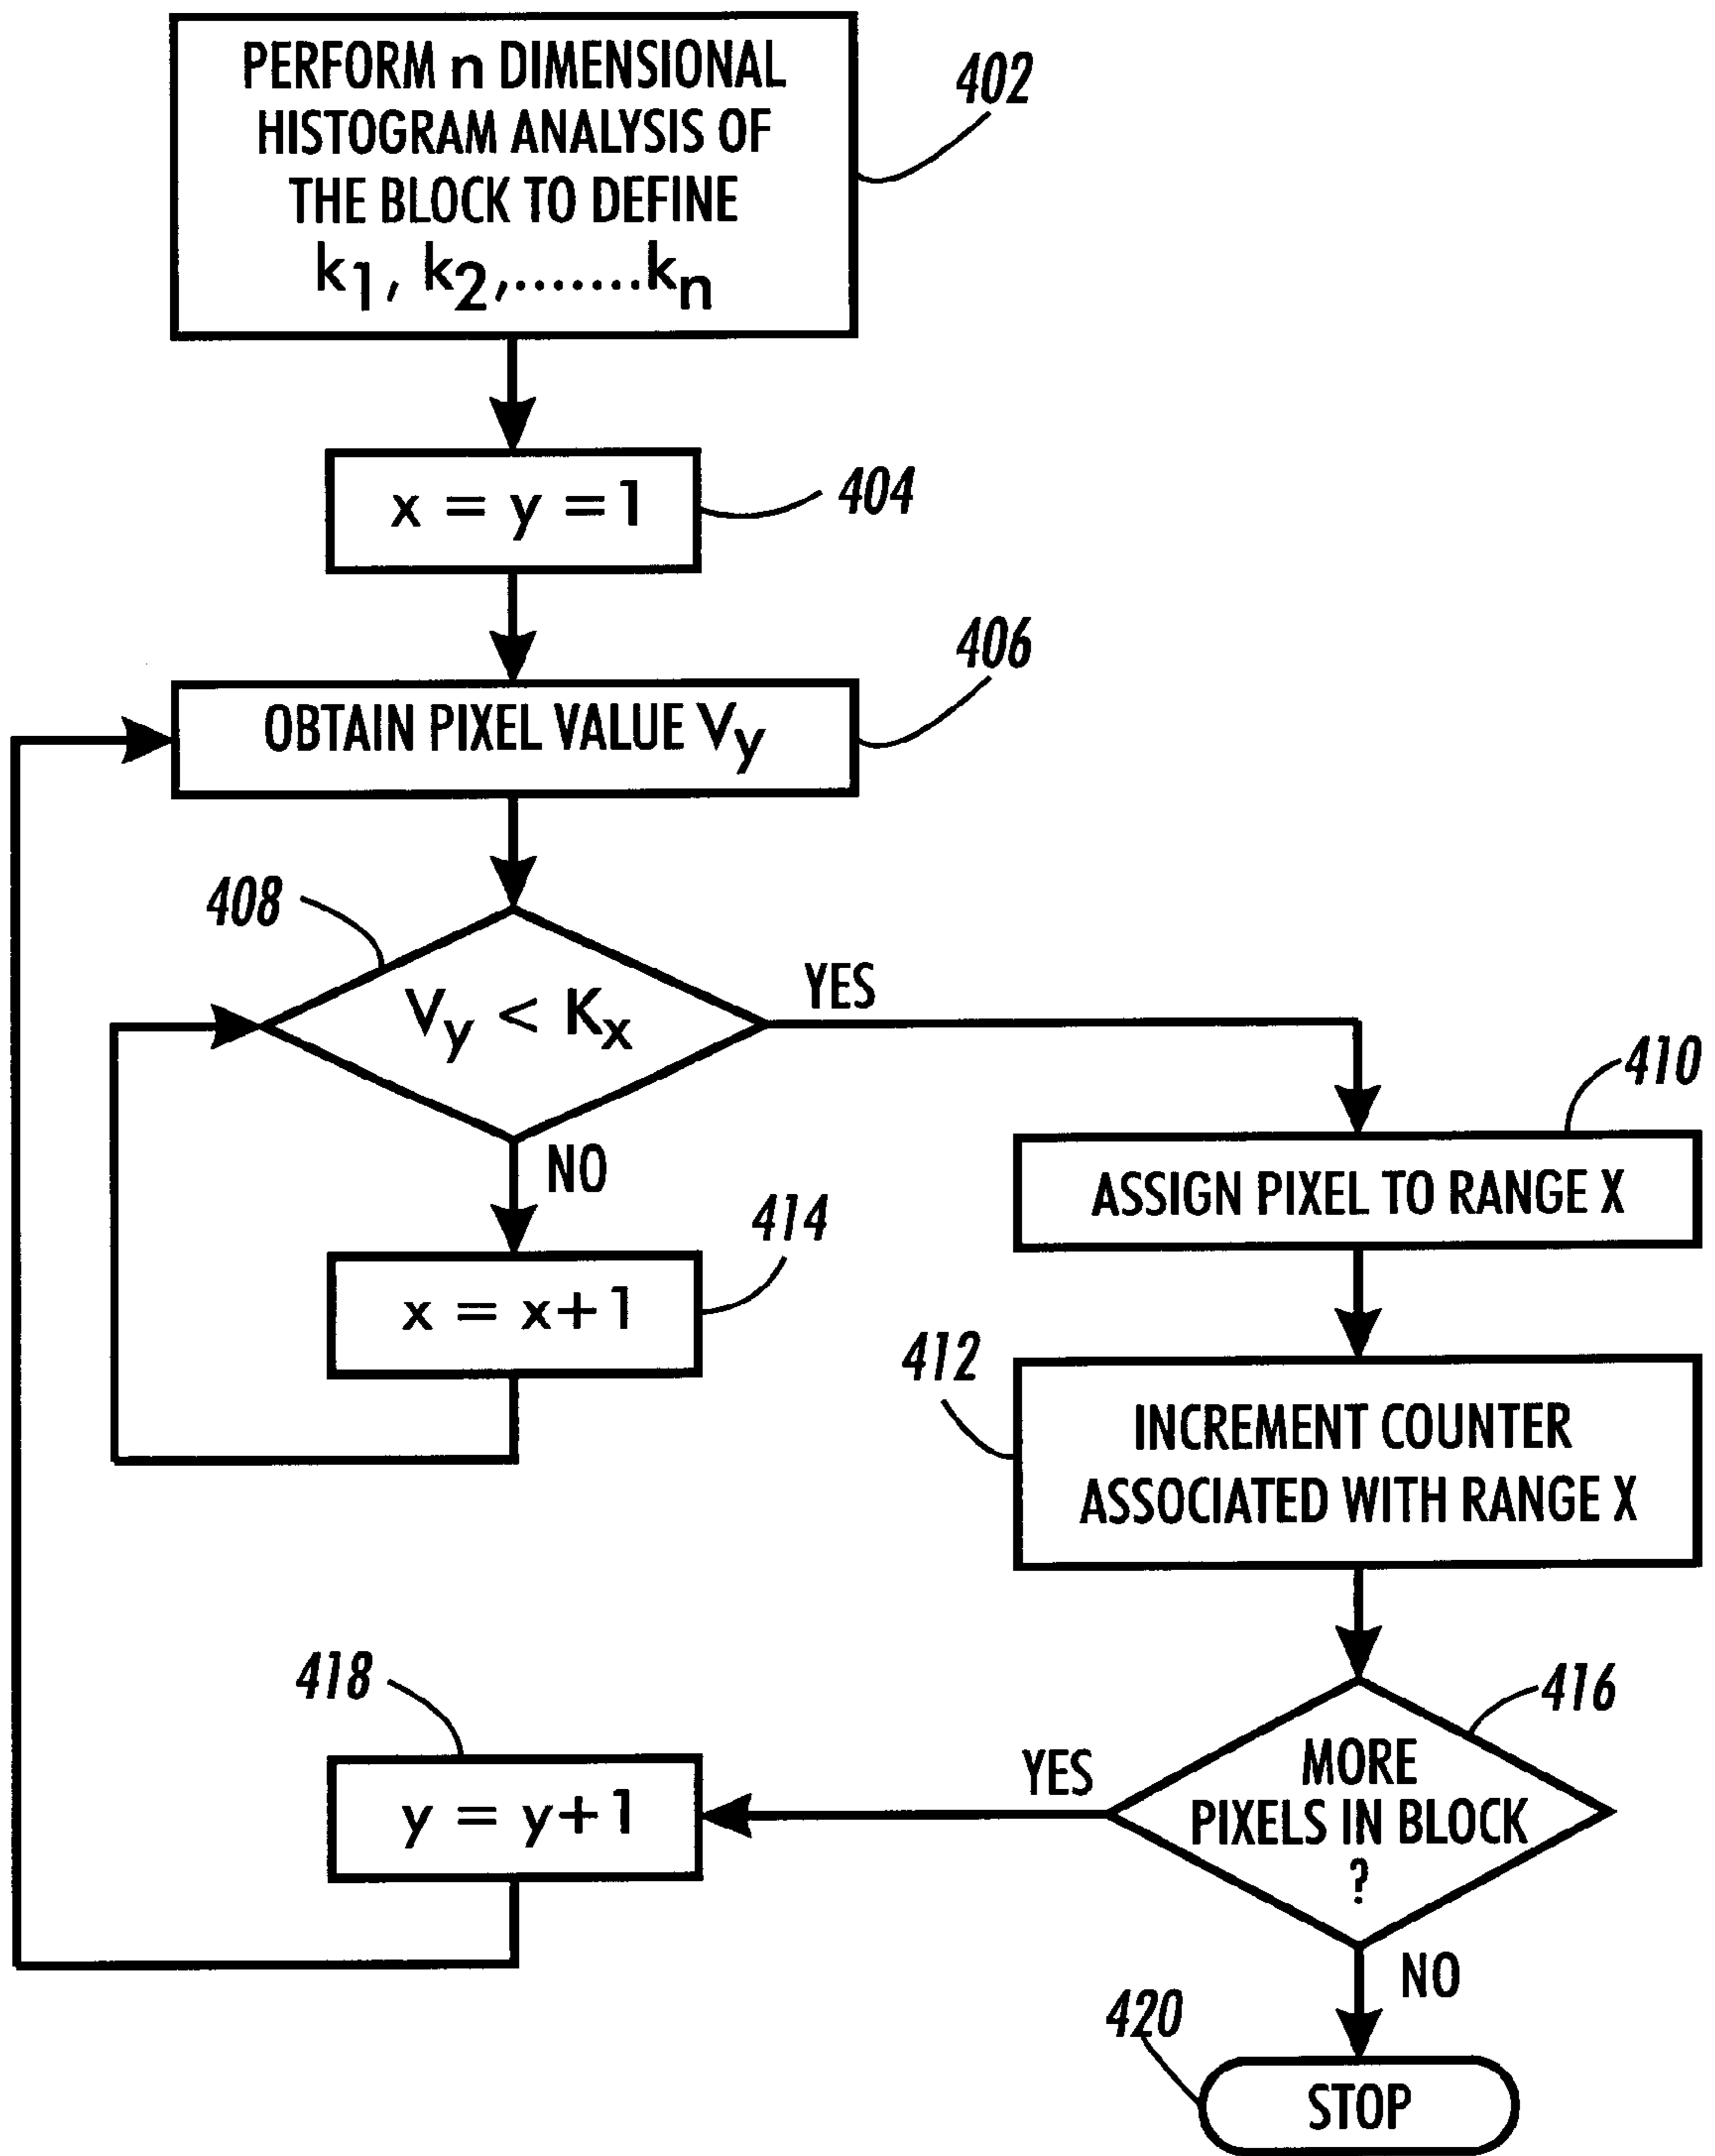 PERFORM n DIMENSIONAL
HISTOGRAM ANALYSIS OF
THE BLOCK TO DEFINE
k1, k2,.......kn
402
x = y = 1
404
406
OBTAIN PIXEL VALUE Vy
408
Vy < Kx
YES
NO
410
ASSIGN PIXEL TO RANGE X
414
x = x+1
412
INCREMENT COUNTER
ASSOCIATED WITH RANGE X
416
MORE
PIXELS IN BLOCK
?
YES
418
y = y+1
NO
420
STOP